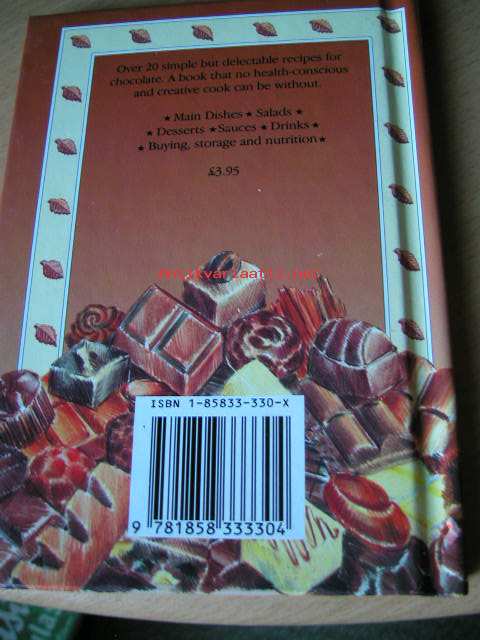 Over 20 simple but delectable recipes for
chocolate. A book that no health-conscious
and creative cook can be without.
★ Main Dishes ★ Salads ★
★ Desserts ★ Sauces ★ Drinks ★
★ Buying, storage and nutrition ★
£3.95
ISBN 1-85833-330-X
9 781858 333304